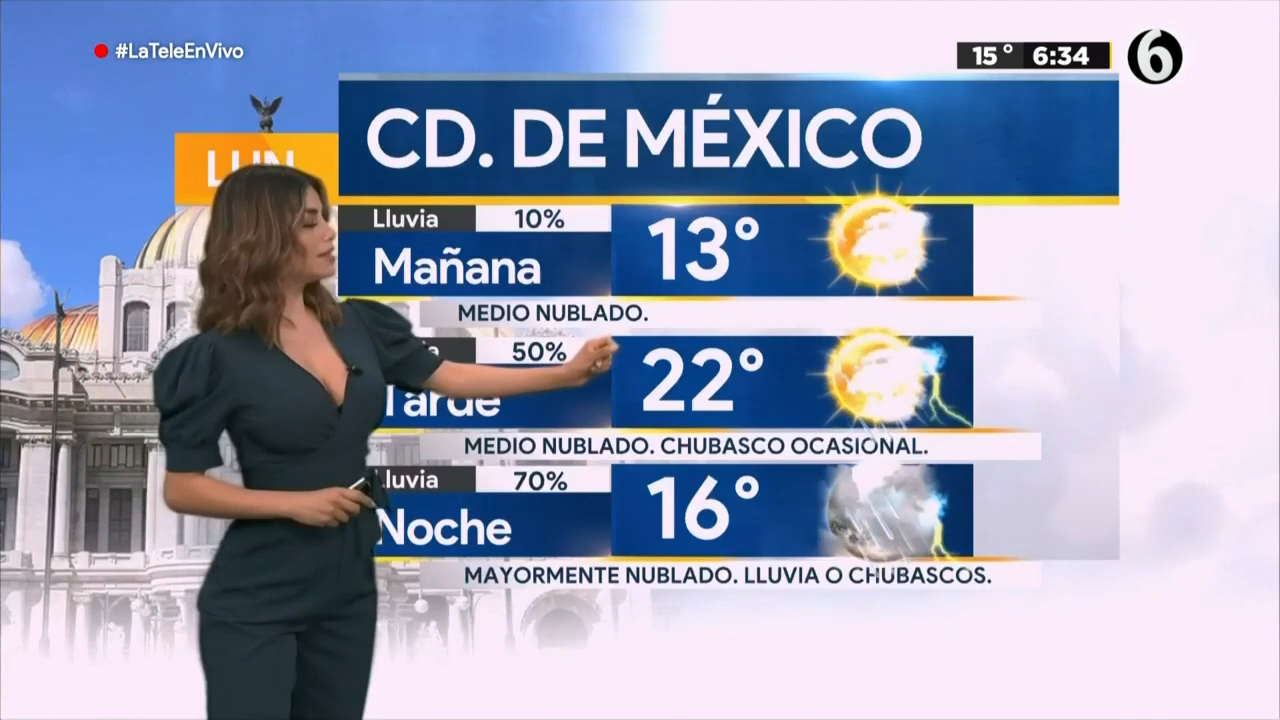 #LaTeleEnVivo
15° 6:34 6
CD. DE MÉXICO
Lluvia 10%
Mañana 13°
MEDIO NUBLADO.
50%
22°
MEDIO NUBLADO. CHUBASCO OCASIONAL.
70%
Noche 16°
MAYORMENTE NUBLADO. LLUVIA O CHUBASCOS.